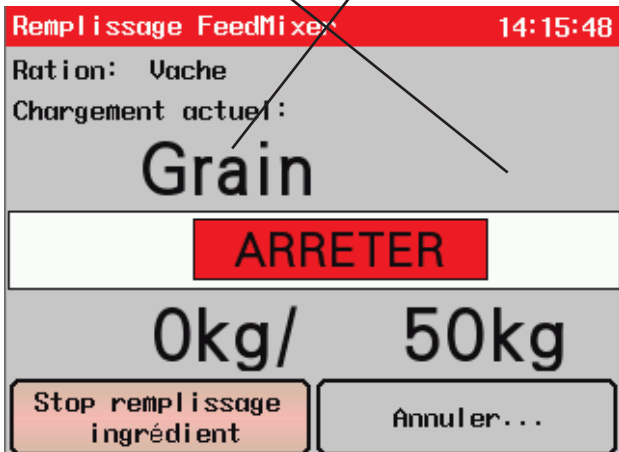 Remplissage FeedMixer 14:15:48
Ration: Vache
Chargement actuel:
Grain
ARRETER
0kg/ 50kg
Stop remplissage
ingrédient
Annuler...